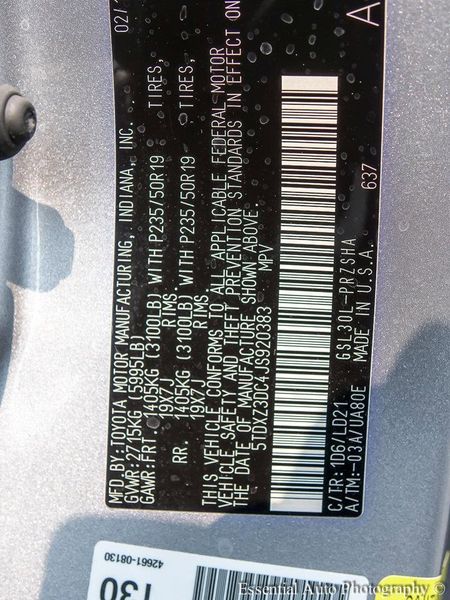 MFD.BY:TOYOTA MOTOR MANUFACTURING, INDIANA, INC. 02/
GVWR:2715KG (5995LB)
GAWR:FRT. 1405KG (3100LB) WITH P235/50R19 TIRES,
19X7J RIMS
RR. 1405KG (3100LB) WITH P235/50R19 TIRES,
19X7J RIMS
THIS VEHICLE CONFORMS TO ALL APPLICABLE FEDERAL MOTOR
VEHICLE SAFETY AND THEFT PREVENTION STANDARDS IN EFFECT ON
THE DATE OF MANUFACTURE SHOWN ABOVE.
5TDXZ3DC4JS920383 MPV
637 A
C/TR:1D6/LD21 GSL30L-PRZSHA
A/TM:-03A/UA80E MADE IN U.S.A.
42661-08130
130
Essential Auto Photography ©